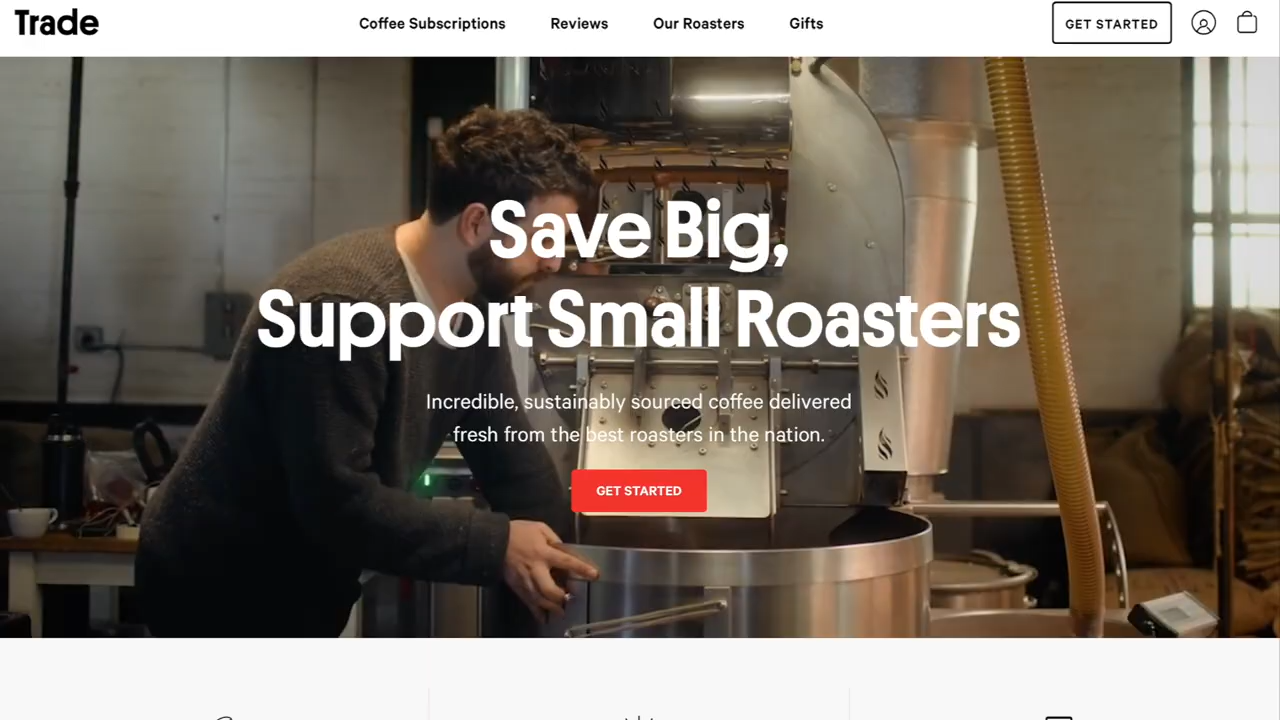 Trade
Coffee Subscriptions
Reviews
Our Roasters
Gifts
GET STARTED
Save Big,
Support Small Roasters
Incredible, sustainably sourced coffee delivered
fresh from the best roasters in the nation.
GET STARTED